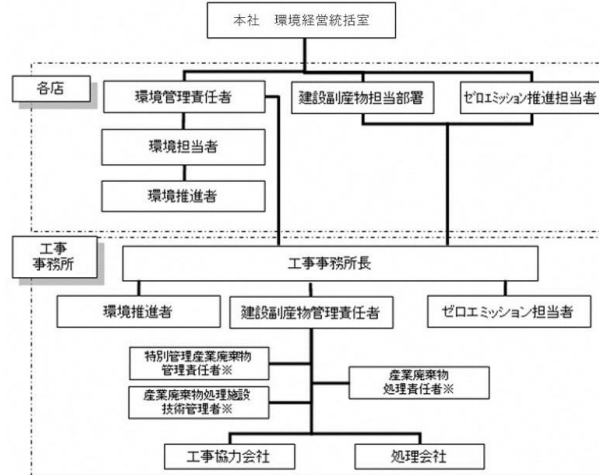 本社　環境経営統括室
各店
環境管理責任者
建設副産物担当部署
ｾﾞﾛエミッション推進担当者
環境担当者
環境推進者
工事
事務所
工事事務所長
環境推進者
建設副産物管理責任者
ゼロエミッション担当者
特別管理産業廃棄物
管理責任者※
産業廃棄物
処理責任者※
産業廃棄物処理施設
技術管理者※
工事協力会社
処理会社